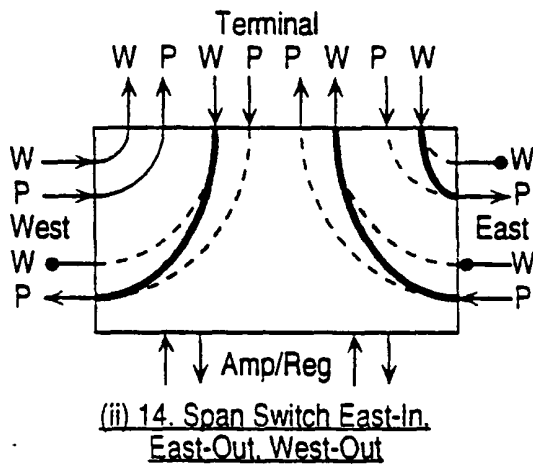 Terminal
W P W P P W P W
W W
P P
West East
W W
P P
Amp/Reg
(ii) 14. Span Switch East-In,
East-Out, West-Out